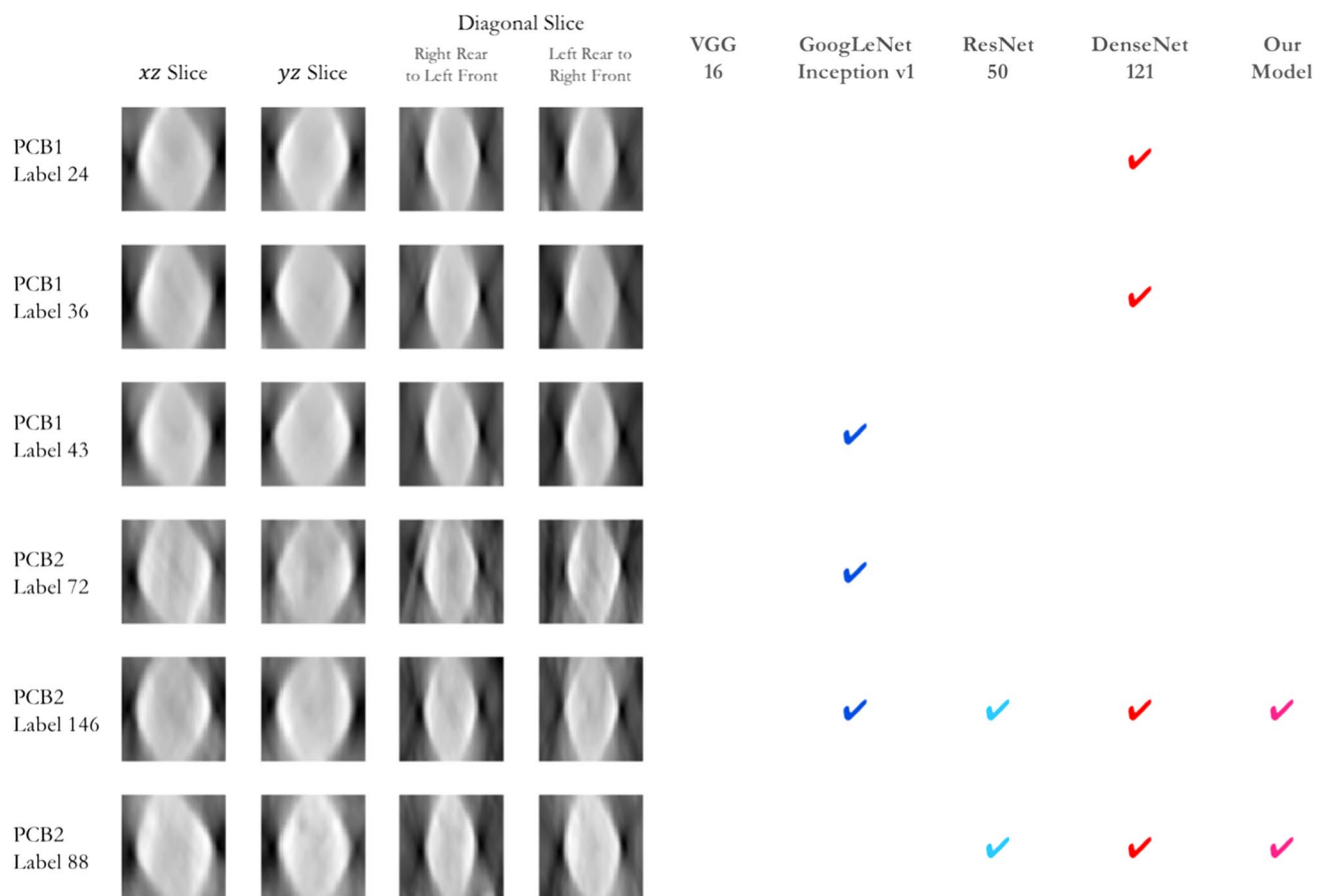 Diagonal Slice
xz Slice
yz Slice
Right Rear
to Left Front
Left Rear to
Right Front
VGG
16
GoogLeNet
Inception v1
ResNet
50
DenseNet
121
Our
Model
PCB1
Label 24
PCB1
Label 36
PCB1
Label 43
PCB2
Label 72
PCB2
Label 146
PCB2
Label 88